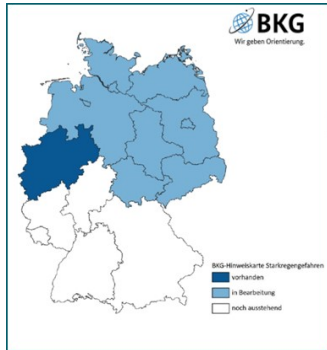 BKG
Wir geben Orientierung.
BKG-Hinweiskarte Starkregengefahren
vorhanden
in Bearbeitung
noch ausstehend